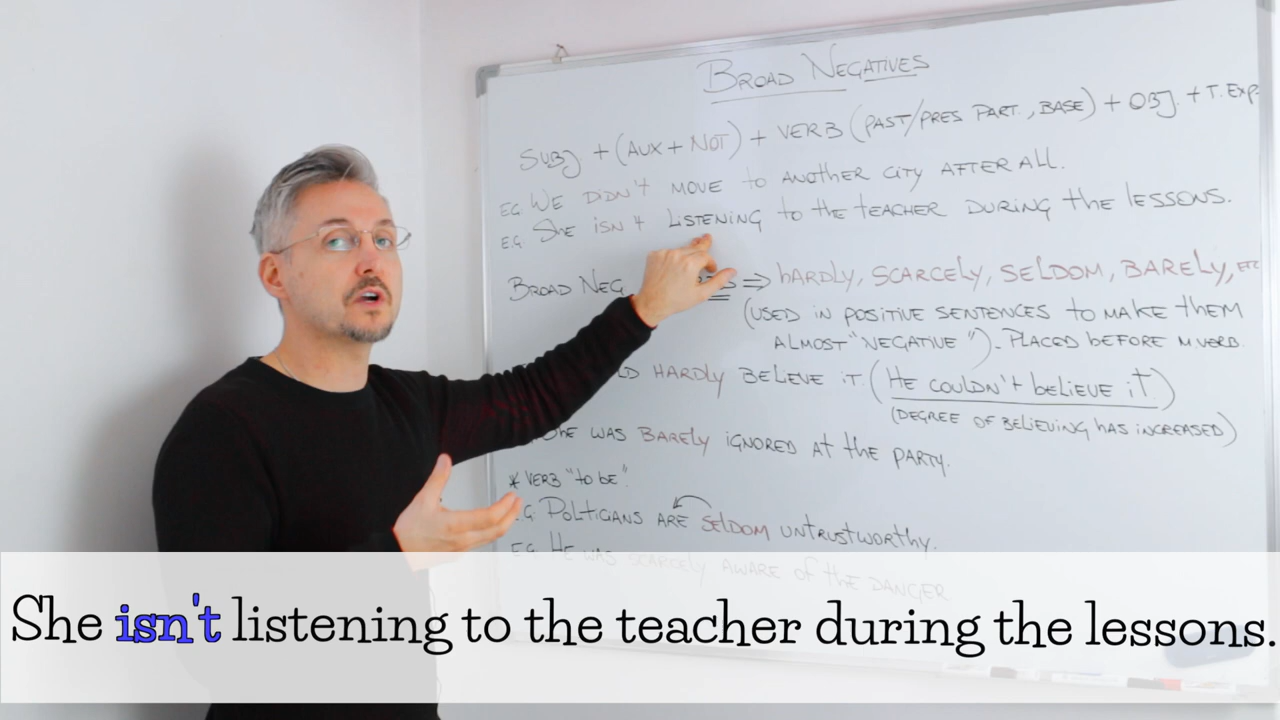 BROAD NEGATIVES
SUBJ + (AUX + NOT) + VERB (PAST/PRES PART., BASE) + OBJ. + T. EXP
EG. WE DIDN'T MOVE to ANOTHER CITY AFTER ALL.
E.G. She ISN't LISTENING to the TEACHER DURING the LESSONS.
BROAD NEG ⇒ hARDLY, SCARCELY, SELDOM, BARELY, ETC
(USED IN POSITIVE SENTENCES to MAKE thEM
ALMOST "NEGATIVE"). PLACED bEFORE M.VERB.
HARDLY BELEVE it. (HE COULDN't bELIEVE it.)
(DEGREE OF bELIEVING hAS INCREASED)
She WAS BARELY IGNORED At the PARTY.
* VERB "to bE".
E.G. POLITICIANS ARE SELDOM UNTRUSTWORTHY.
E.G. HE WAS SCARCELY AWARE of the DANGER
She isn't listening to the teacher during the lessons.